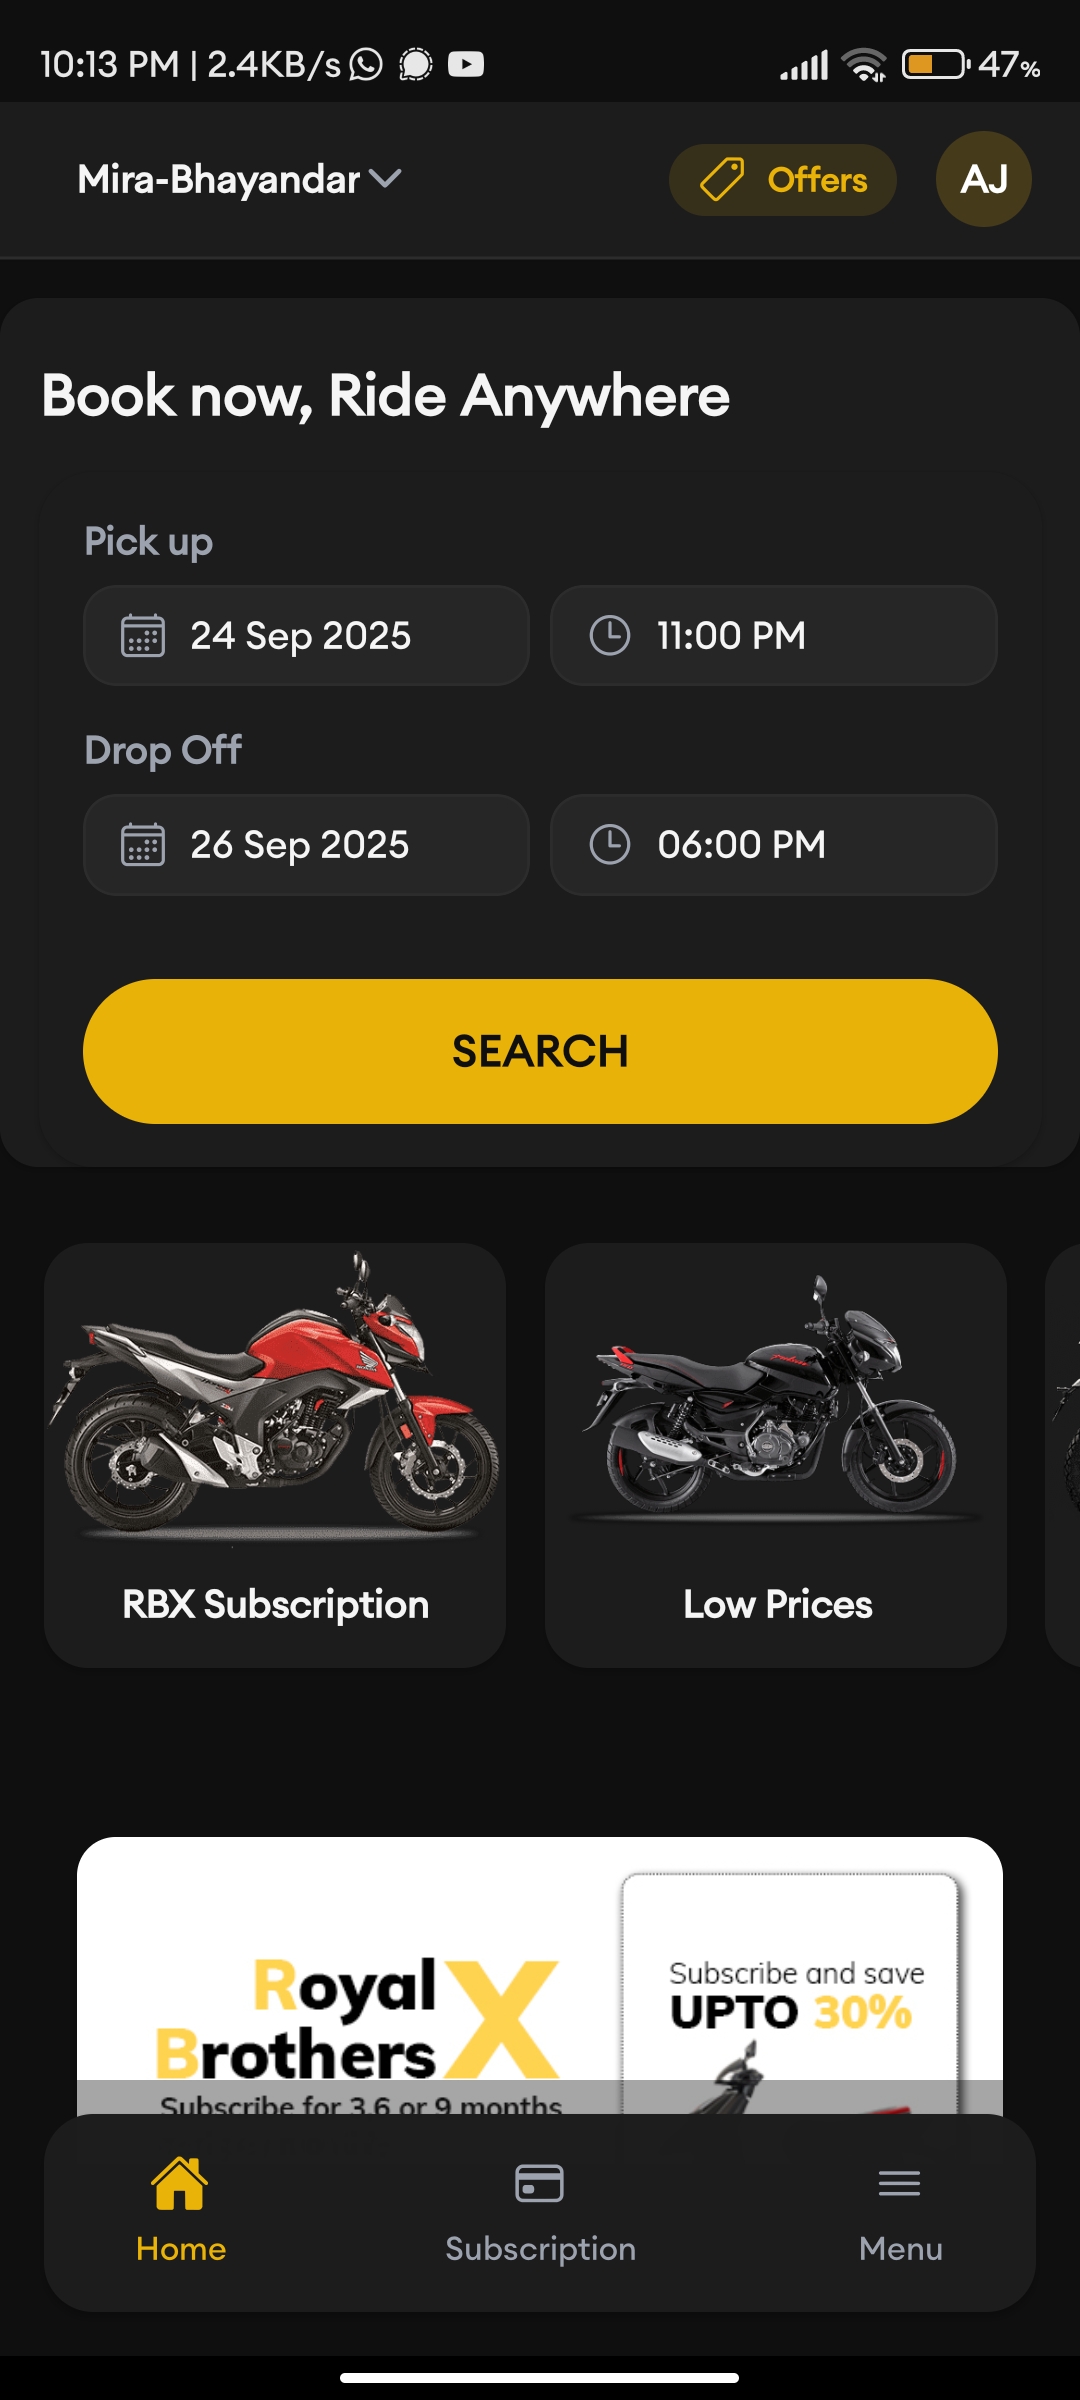 10:13 PM | 2.4KB/s
47%
Mira-Bhayandar
Offers
AJ
Book now, Ride Anywhere
Pick up
24 Sep 2025
11:00 PM
Drop Off
26 Sep 2025
06:00 PM
SEARCH
RBX Subscription
Low Prices
Royal
Brothers
X
Subscribe for 3,6 or 9 months
Subscribe and save
UPTO 30%
Home
Subscription
Menu